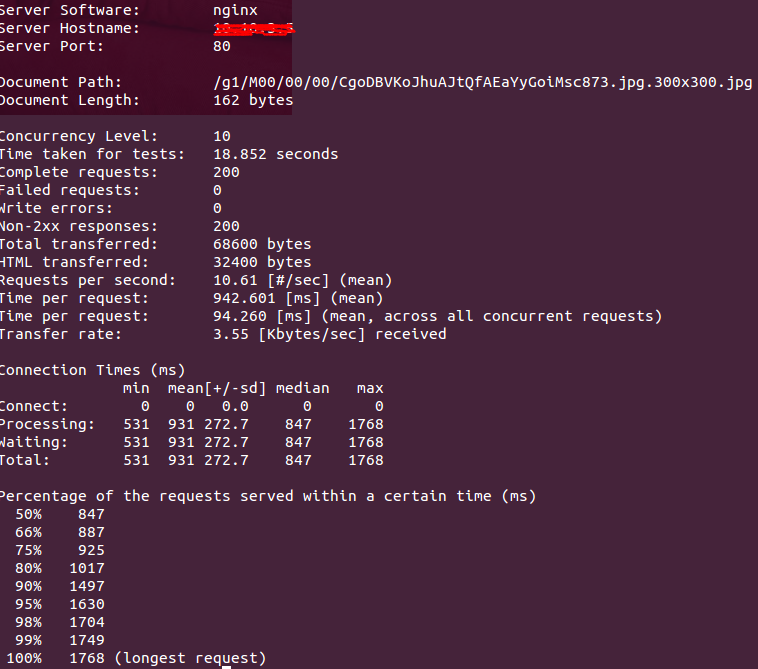 Server Software: nginx
Server Hostname:
Server Port: 80
Document Path: /g1/M00/00/00/CgoDBVKoJhuAJtQfAEaYyGoiMsc873.jpg.300x300.jpg
Document Length: 162 bytes
Concurrency Level: 10
Time taken for tests: 18.852 seconds
Complete requests: 200
Failed requests: 0
Write errors: 0
Non-2xx responses: 200
Total transferred: 68600 bytes
HTML transferred: 32400 bytes
Requests per second: 10.61 [#/sec] (mean)
Time per request: 942.601 [ms] (mean)
Time per request: 94.260 [ms] (mean, across all concurrent requests)
Transfer rate: 3.55 [Kbytes/sec] received
Connection Times (ms)
min mean[+/-sd] median max
Connect: 0 0 0.0 0 0
Processing: 531 931 272.7 847 1768
Waiting: 531 931 272.7 847 1768
Total: 531 931 272.7 847 1768
Percentage of the requests served within a certain time (ms)
50% 847
66% 887
75% 925
80% 1017
90% 1497
95% 1630
98% 1704
99% 1749
100% 1768 (longest request)